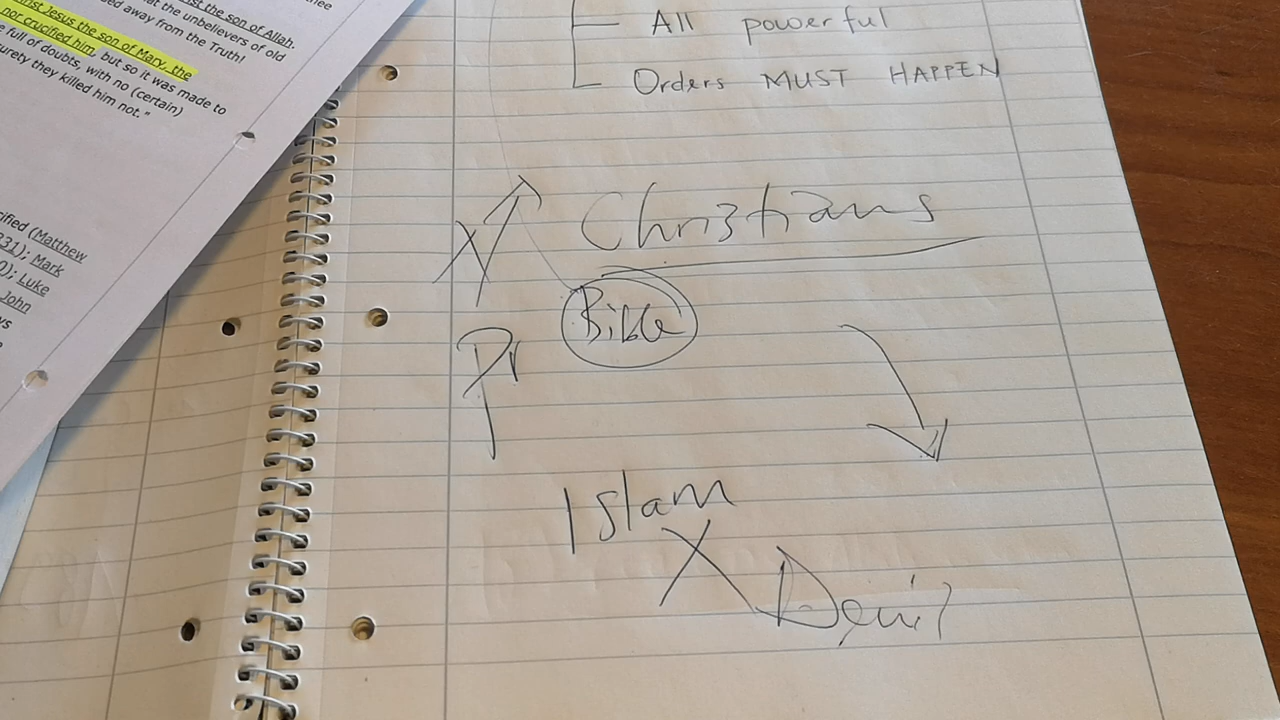 ist the son of Allah.
at the unbelievers of old
ed away from the Truth!
rist Jesus the son of Mary, the
nor crucified him, but so it was made to
e full of doubts, with no (certain)
urety they killed him not."
cified (Matthew
231); Mark
0); Luke
John
All powerful
Orders MUST HAPPEN
Christians
Bible
Islam
X Devil